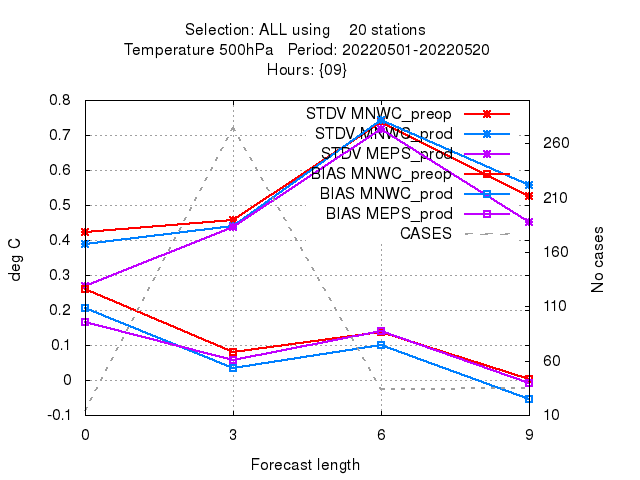 Selection: ALL using    20 stations
Temperature 500hPa   Period: 20220501-20220520
Hours: {09}
STDV MNWC_preop
STDV MNWC_prod
STDV MEPS_prod
BIAS MNWC_preop
BIAS MNWC_prod
BIAS MEPS_prod
CASES
0.8
0.7
0.6
0.5
0.4
0.3
0.2
0.1
0
-0.1
deg C
260
210
160
110
60
10
No cases
0
3
6
9
Forecast length